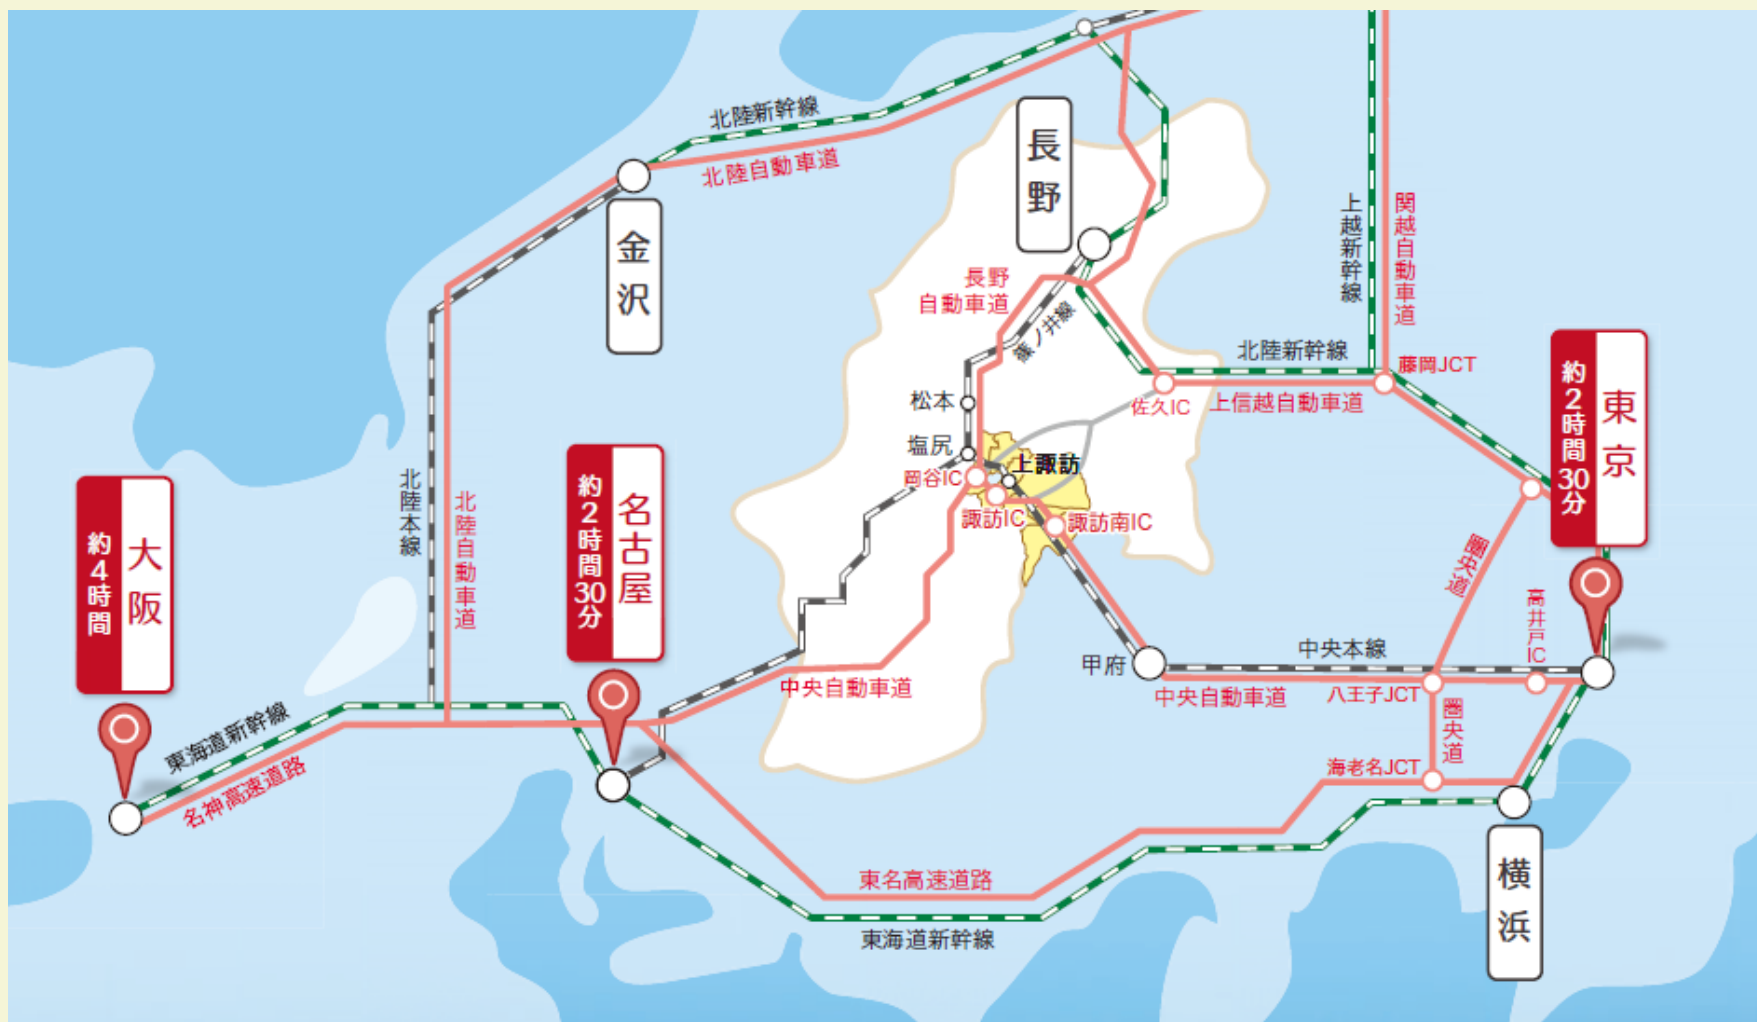 北陸新幹線
北陸自動車道
金沢
長野
長野
自動車道
篠ノ井線
松本
塩尻
上諏訪
岡谷IC
諏訪IC
諏訪南IC
佐久IC
北陸新幹線
上信越自動車道
上越新幹線
関越自動車道
藤岡JCT
東京
約2時間30分
圏央道
高井戸IC
中央本線
甲府
中央自動車道
八王子JCT
圏央道
海老名JCT
横浜
北陸本線
北陸自動車道
大阪
約4時間
名古屋
約2時間30分
東海道新幹線
名神高速道路
中央自動車道
東名高速道路
東海道新幹線